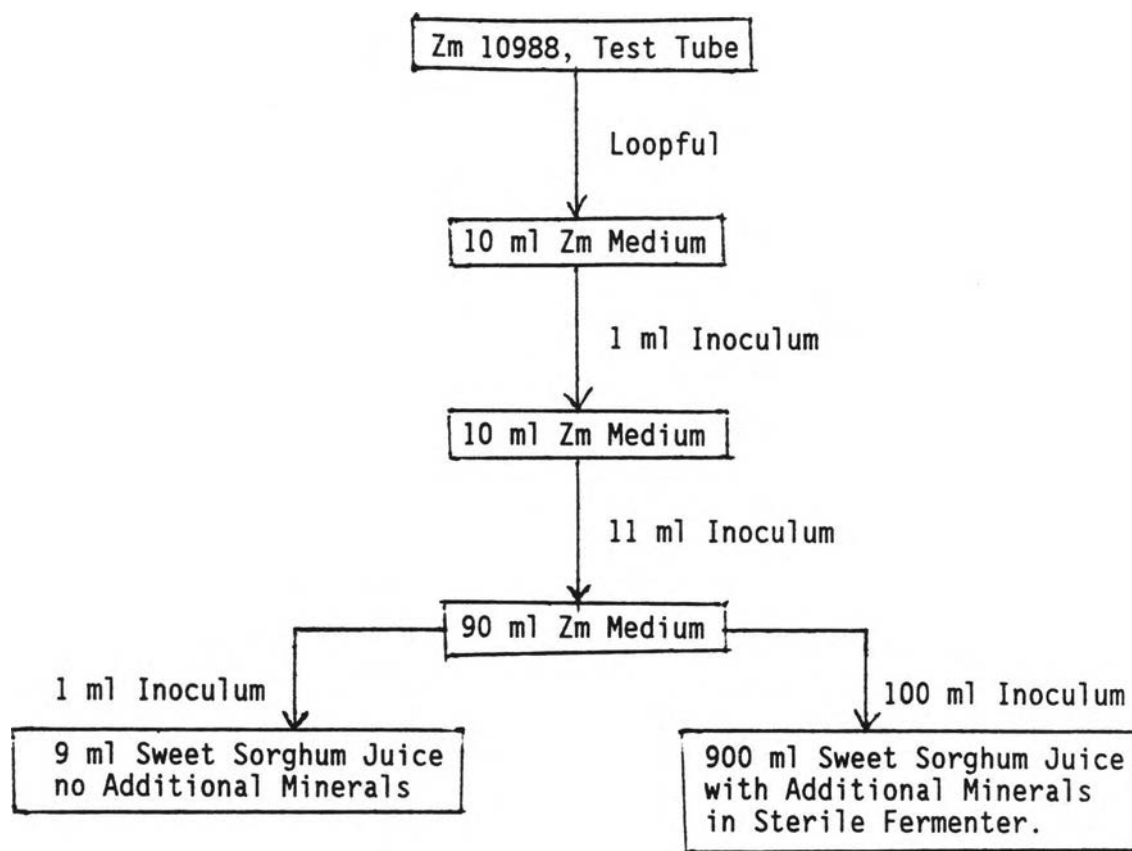 Zm 10988, Test Tube
Loopful
10 ml Zm Medium
1 ml Inoculum
10 ml Zm Medium
11 ml Inoculum
90 ml Zm Medium
1 ml Inoculum
100 ml Inoculum
9 ml Sweet Sorghum Juice
no Additional Minerals
900 ml Sweet Sorghum Juice
with Additional Minerals
in Sterile Fermenter.